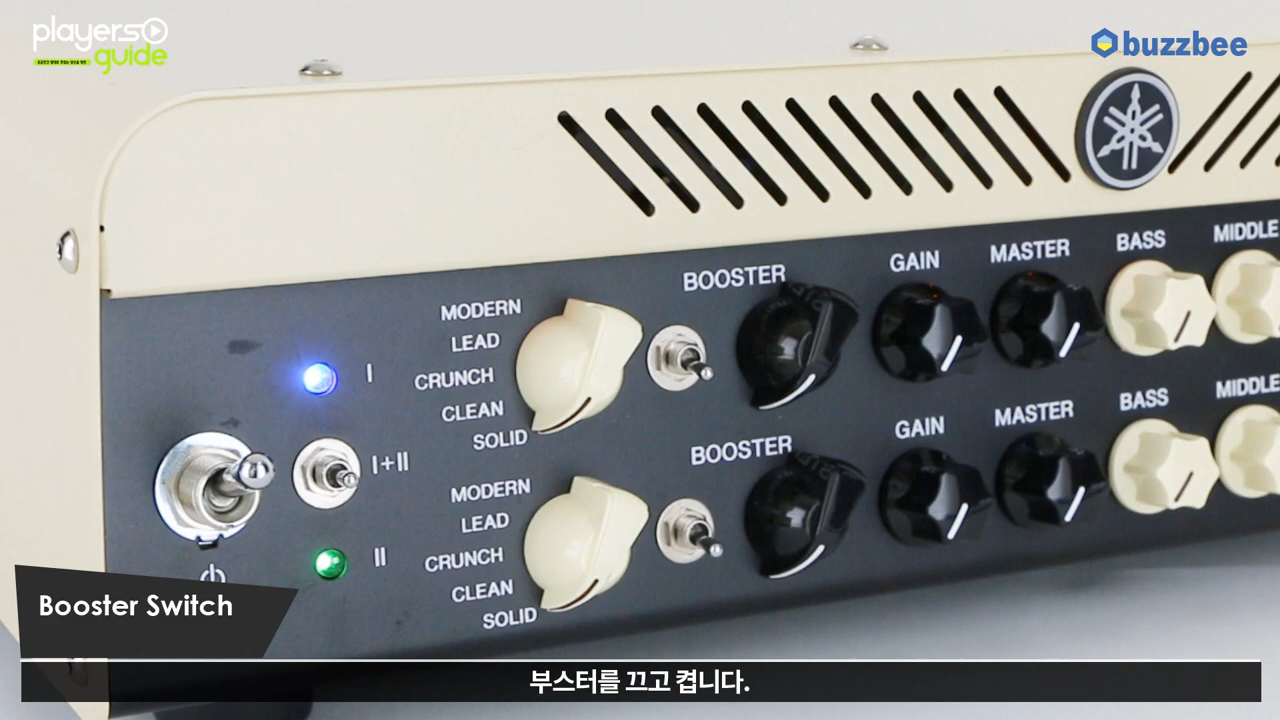 players
guide
buzzbee
BOOSTER
GAIN
MASTER
BASS
MIDDLE
MODERN
LEAD
CRUNCH
CLEAN
SOLID
I
I+II
II
BOOSTER
GAIN
MASTER
BASS
MIDDLE
MODERN
LEAD
CRUNCH
CLEAN
SOLID
Booster Switch
부스터를 끄고 켭니다.